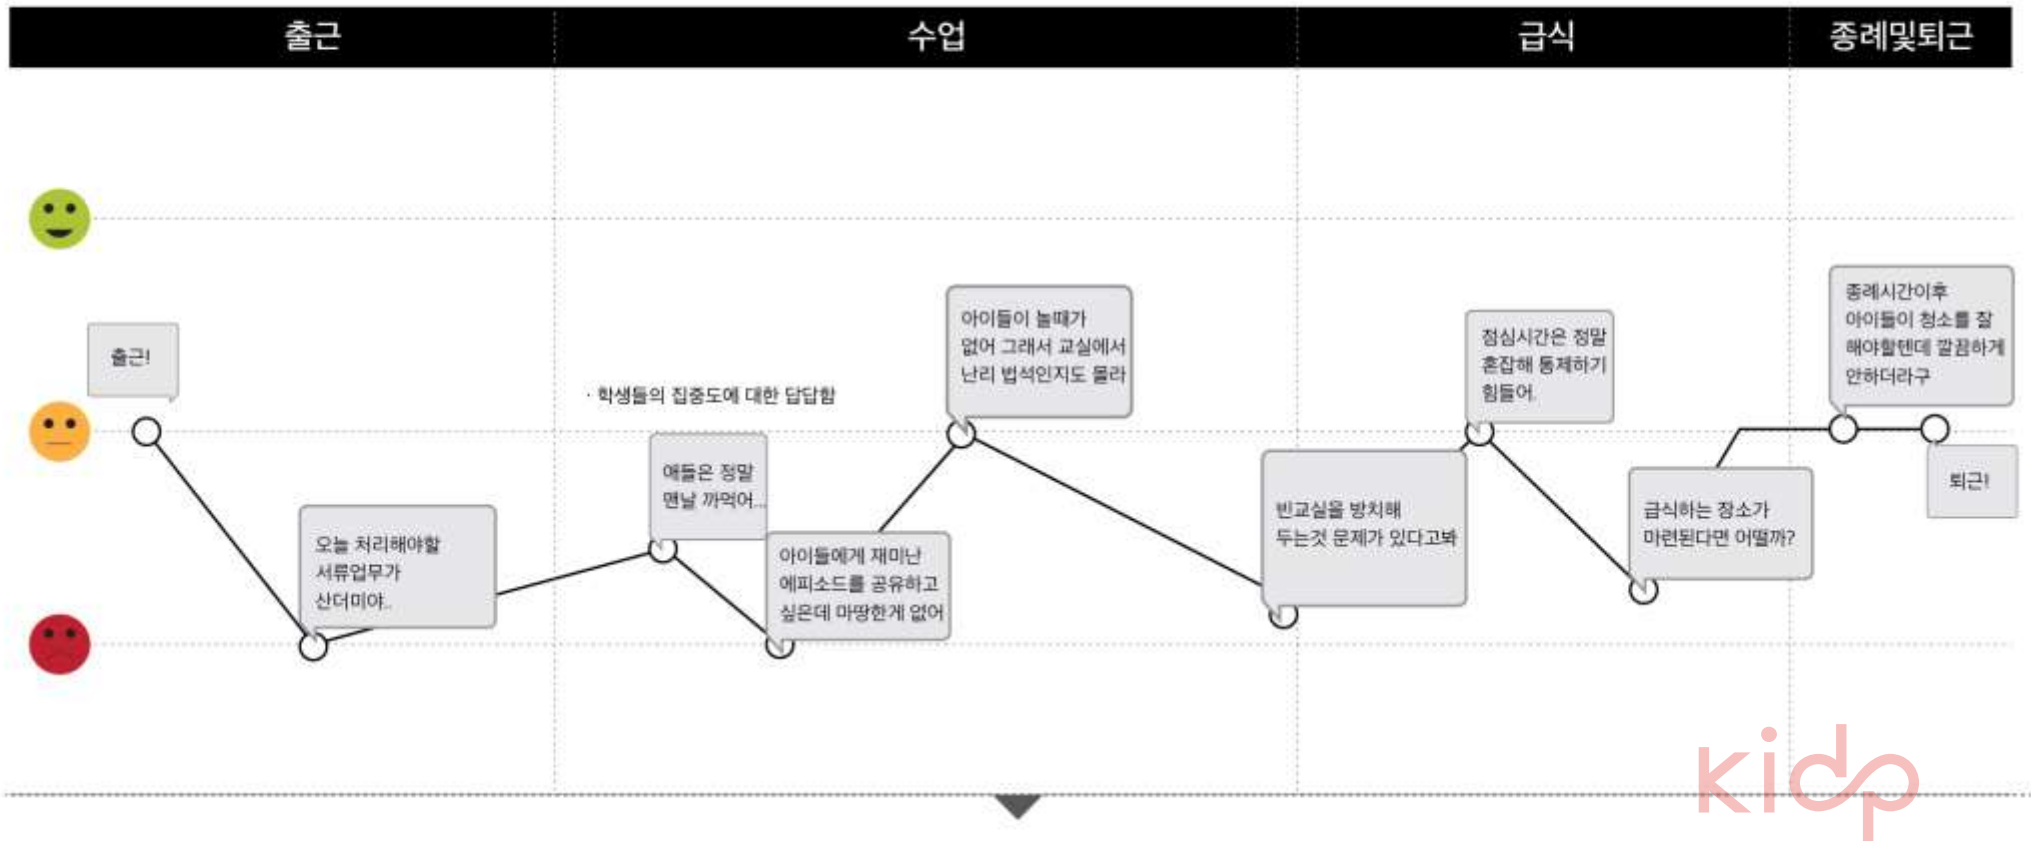 출근
수업
급식
종례및퇴근
출근!
오늘 처리해야할
서류업무가
산더미야..
· 학생들의 집중도에 대한 답답함
애들은 정말
맨날 까먹어...
아이들에게 재미난
에피소드를 공유하고
싶은데 마땅한게 없어
아이들이 놀때가
없어 그래서 교실에서
난리 법석인지도 몰라
빈교실을 방치해
두는것 문제가 있다고봐
점심시간은 정말
혼잡해 통제하기
힘들어.
급식하는 장소가
마련된다면 어떨까?
종례시간이후
아이들이 청소를 잘
해야할텐데 깔끔하게
안하더라구
퇴근!
kidp